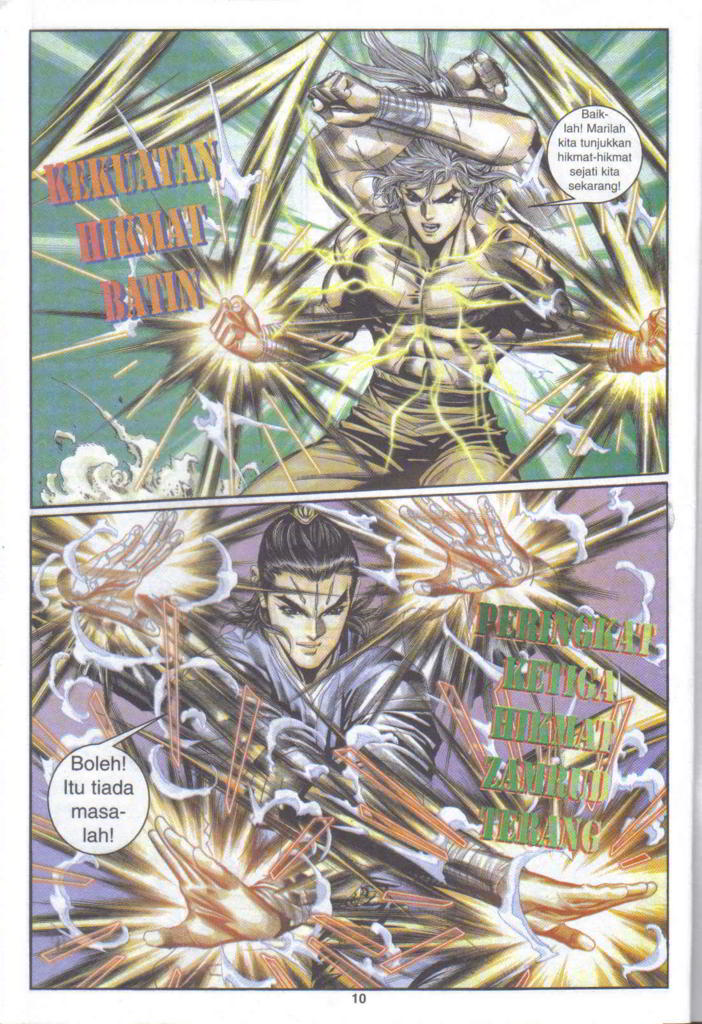 KEKUATAN
HIKMAT
BATIN
Baik-
lah! Marilah
kita tunjukkan
hikmat-hikmat
sejati kita
sekarang!
PERINGKAT
KETIGA
HIKMAT
ZAMRUD
TERANG
Boleh!
Itu tiada
masa-
lah!
10